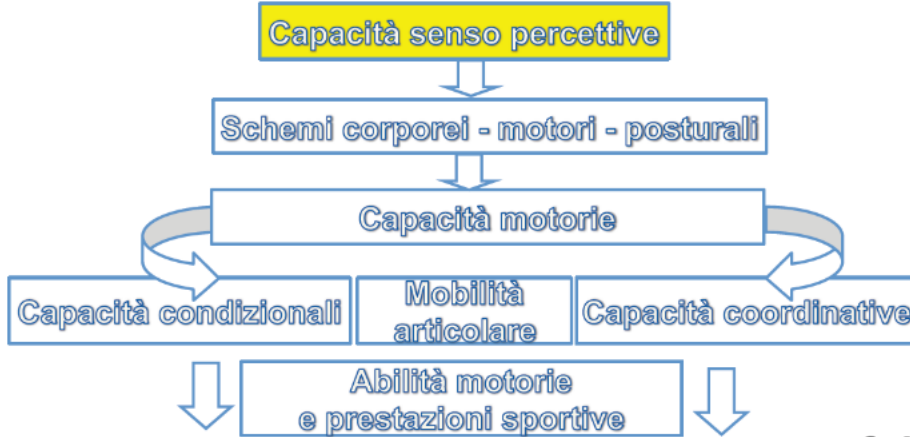 Capacità senso percettive
Schemi corporei - motori - posturali
Capacità motorie
Capacità condizionali
Mobilità
articolare
Capacità coordinative
Abilità motorie
e prestazioni sportive